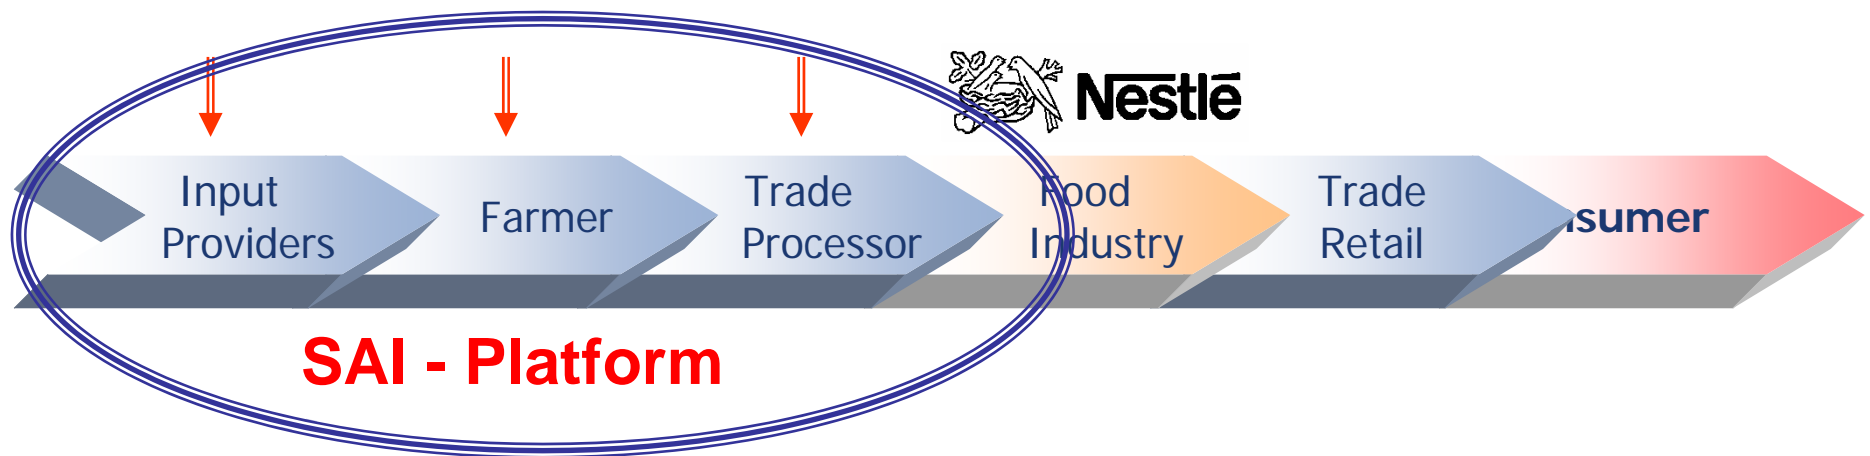 Nestlé
Input
Providers
Farmer
Trade
Processor
Food
Industry
Trade
Retail
sumer
SAI - Platform